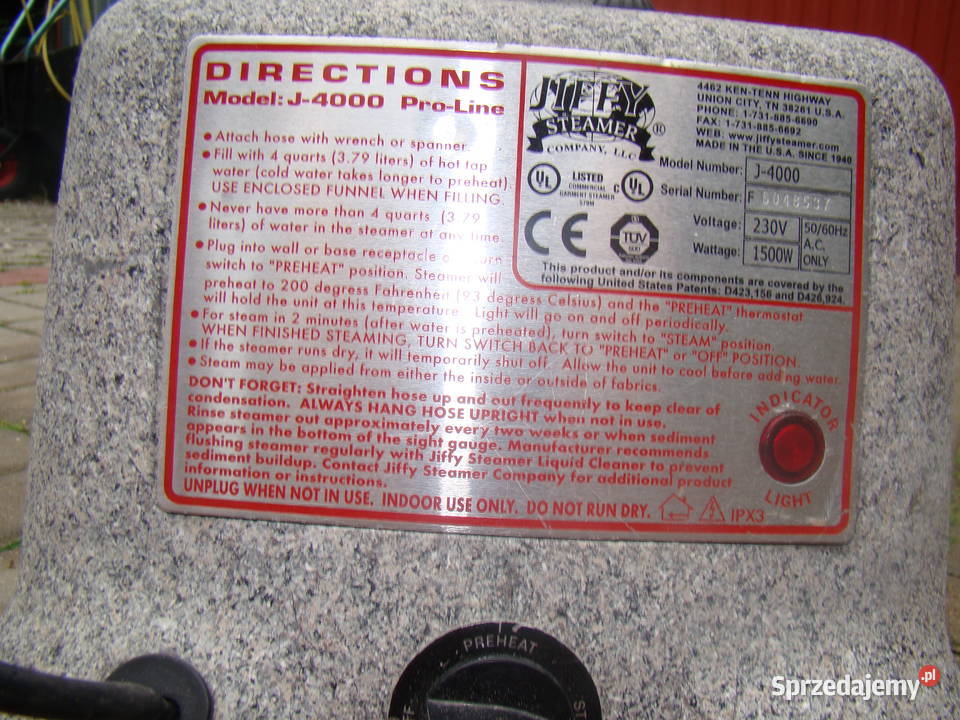 DIRECTIONS
Model: J-4000 Pro-Line
• Attach hose with wrench or spanner.
• Fill with 4 quarts (3.79 liters) of hot tap
water (cold water takes longer to preheat).
USE ENCLOSED FUNNEL WHEN FILLING.
• Never have more than 4 quarts (3.79
liters) of water in the steamer at any time.
• Plug into wall or base receptacle turn
switch to "PREHEAT" position. Steamer will
preheat to 200 degrees Fahrenheit (93 degress Celsius) and the "PREHEAT" thermostat
will hold the unit at this temperature. Light will go on and off periodically.
• For steam in 2 minutes (after water is preheated), turn switch to "STEAM" position.
WHEN FINISHED STEAMING, TURN SWITCH BACK TO "PREHEAT" or "OFF" POSITION.
• If the steamer runs dry, it will temporarily shut off. Allow the unit to cool before adding water.
• Steam may be applied from either the inside or outside of fabrics.
DON'T FORGET: Straighten hose up and out frequently to keep clear of
condensation. ALWAYS HANG HOSE UPRIGHT when not in use.
Rinse steamer out approximately every two weeks or when sediment
appears in the bottom of the sight gauge. Manufacturer recommends
flushing steamer regularly with Jiffy Steamer Liquid Cleaner to prevent
sediment buildup. Contact Jiffy Steamer Company for additional product
information or instructions.
UNPLUG WHEN NOT IN USE. INDOOR USE ONLY. DO NOT RUN DRY. IPX3
JIFFY
STEAMER ®
COMPANY, LLC
4462 KEN-TENN HIGHWAY
UNION CITY, TN 38261 U.S.A.
PHONE: 1-731-885-6690
FAX: 1-731-885-6692
WEB: www.jiffysteamer.com
MADE IN THE U.S.A. SINCE 1940
UL LISTED C UL
COMMERCIAL
GARMENT STEAMER
CE TÜV
Model Number: J-4000
Serial Number: F
Voltage: 230V 50/60Hz
A.C.
ONLY
Wattage: 1500W
This product and/or its components are covered by the
following United States Patents: D423,156 and D426,924.
INDICATOR
LIGHT
PREHEAT
Sprzedajemy.pl